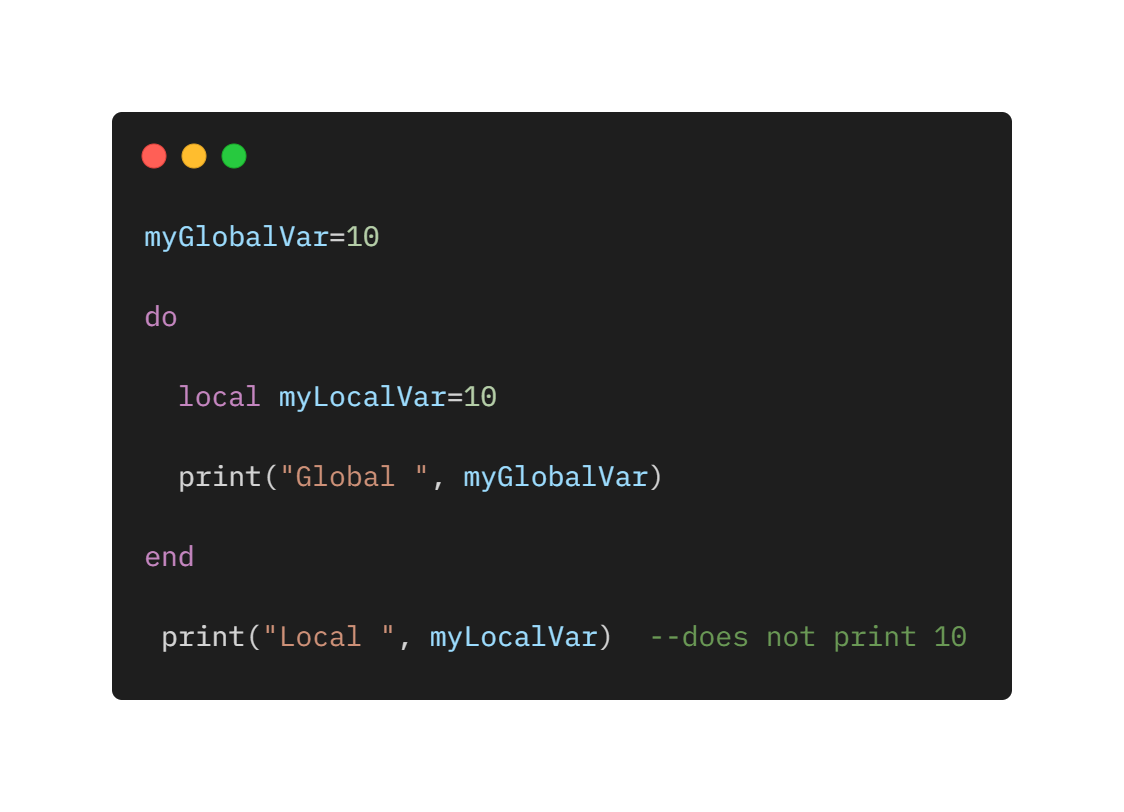 myGlobalVar=10
do
  local myLocalVar=10
  print("Global ", myGlobalVar)
end
 print("Local ", myLocalVar)  --does not print 10